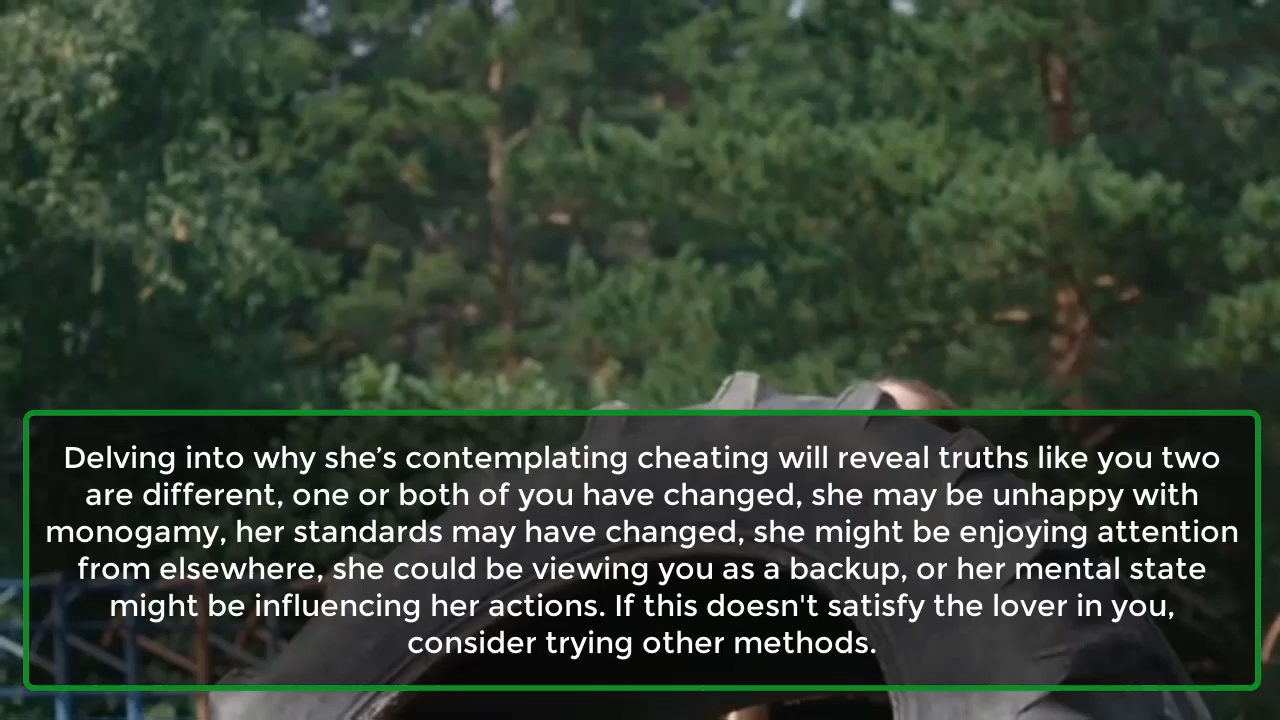 Delving into why she’s contemplating cheating will reveal truths like you two
are different, one or both of you have changed, she may be unhappy with
monogamy, her standards may have changed, she might be enjoying attention
from elsewhere, she could be viewing you as a backup, or her mental state
might be influencing her actions. If this doesn't satisfy the lover in you,
consider trying other methods.